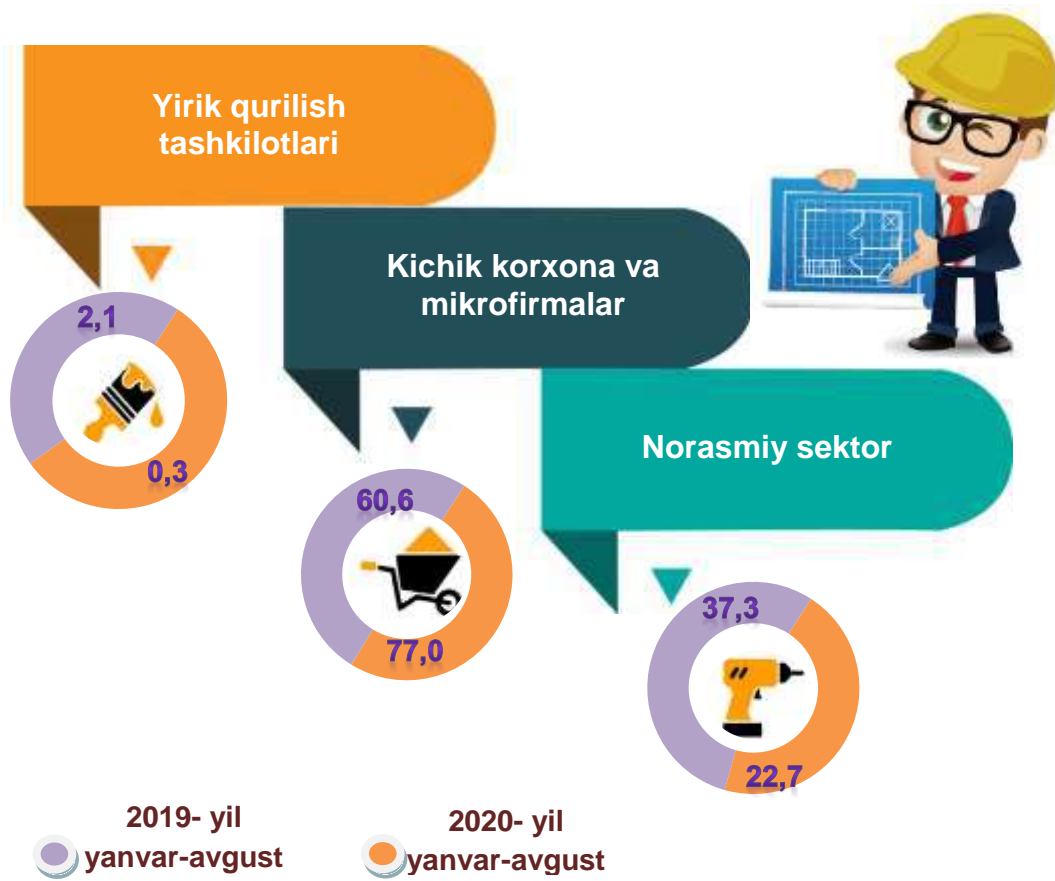 Yirik qurilish
tashkilotlari
Kichik korxona va
mikrofirmalar
Norasmiy sektor
2,1
0,3
60,6
77,0
37,3
22,7
2019- yil
yanvar-avgust
2020- yil
yanvar-avgust